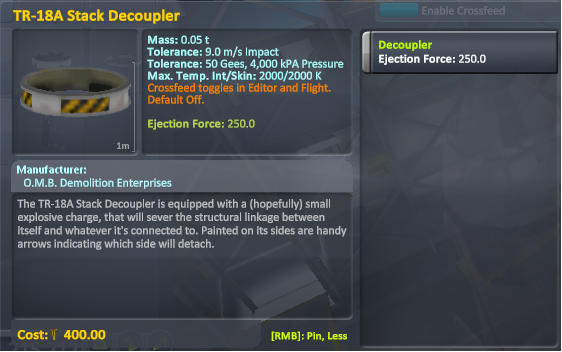 TR-18A Stack Decoupler
Enable Crossfeed
Mass: 0.05 t
Tolerance: 9.0 m/s Impact
Tolerance: 50 Gees, 4,000 kPA Pressure
Max. Temp. Int/Skin: 2000/2000 K
Crossfeed toggles in Editor and Flight.
Default Off.
Ejection Force: 250.0
1m
Decoupler
Ejection Force: 250.0
Manufacturer:
O.M.B. Demolition Enterprises
The TR-18A Stack Decoupler is equipped with a (hopefully) small
explosive charge, that will sever the structural linkage between
itself and whatever it's connected to. Painted on its sides are handy
arrows indicating which side will detach.
Cost: 400.00
[RMB]: Pin, Less